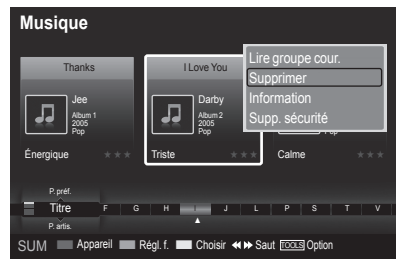 Musique
Thanks
I Love You
Lire groupe cour.
Supprimer
Information
Supp. sécurité
Jee
Album 1
2005
Pop
Darby
Album 2
2005
Pop
Pop
Énergique
Triste
Calme
P. préf.
Titre F G H I J L P S T V
P. artis.
SUM Appareil Régl. f. Choisir Saut TOOLS Option